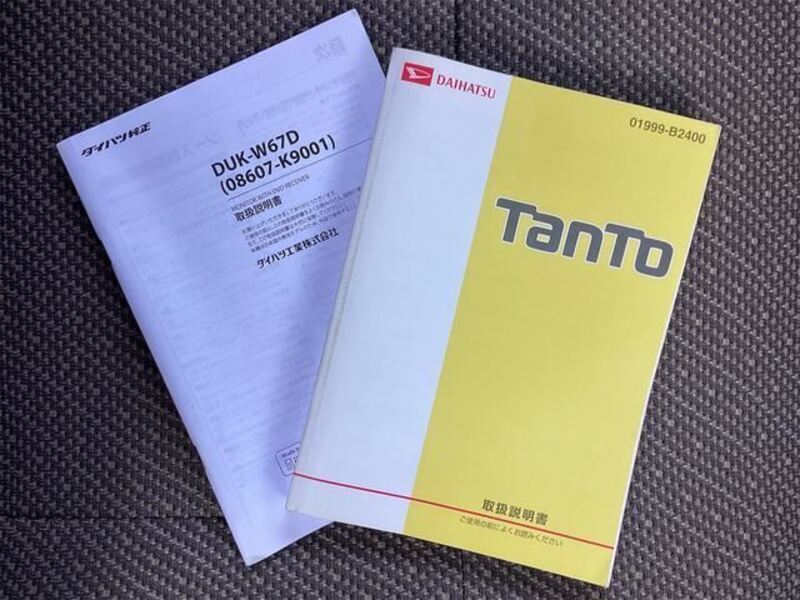 ダイハツ純正
DUK-W67D
(08607-K9001)
MONITOR WITH DVD RECEIVER
取扱説明書
ダイハツ工業株式会社
目次
DAIHATSU
01999-B2400
TanTo
取扱説明書
ご使用の前によくお読みください